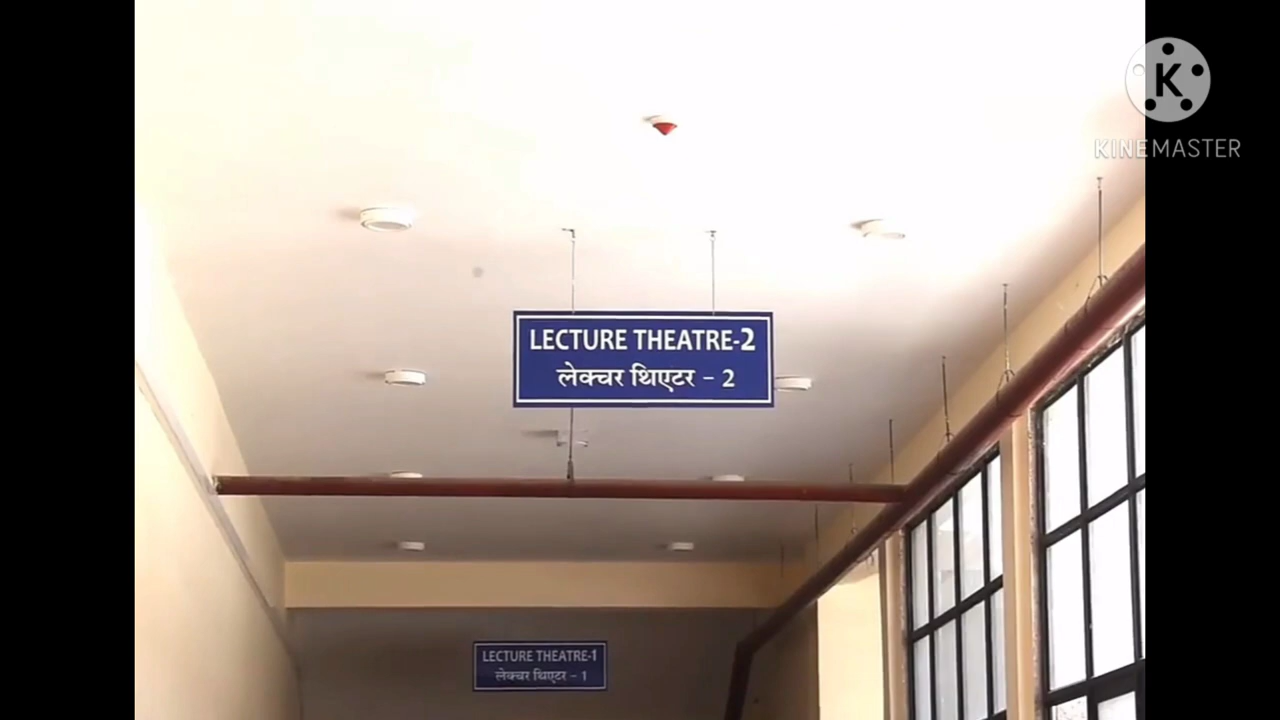 K
KINEMASTER
LECTURE THEATRE-2
लेक्चर थिएटर - 2
LECTURE THEATRE-1
लेक्चर थिएटर - 1